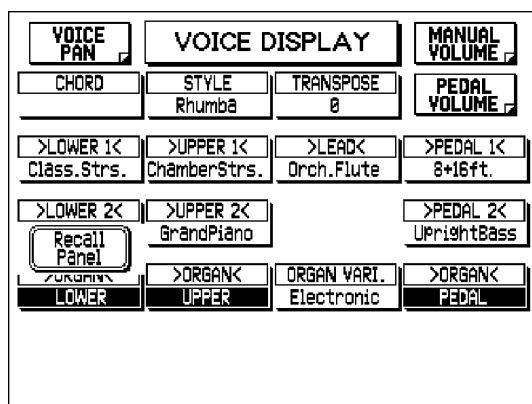 VOICE
PAN
VOICE DISPLAY
MANUAL
VOLUME
CHORD
STYLE
Rhumba
TRANSPOSE
0
PEDAL
VOLUME
>LOWER 1<
Class.Strs.
>UPPER 1<
ChamberStrs.
>LEAD<
Orch.Flute
>PEDAL 1<
8+16ft.
>LOWER 2<
Recall
Panel
>UPPER 2<
GrandPiano
>PEDAL 2<
UprightBass
>ORGAN<
LOWER
>ORGAN<
UPPER
ORGAN VARI.
Electronic
>ORGAN<
PEDAL